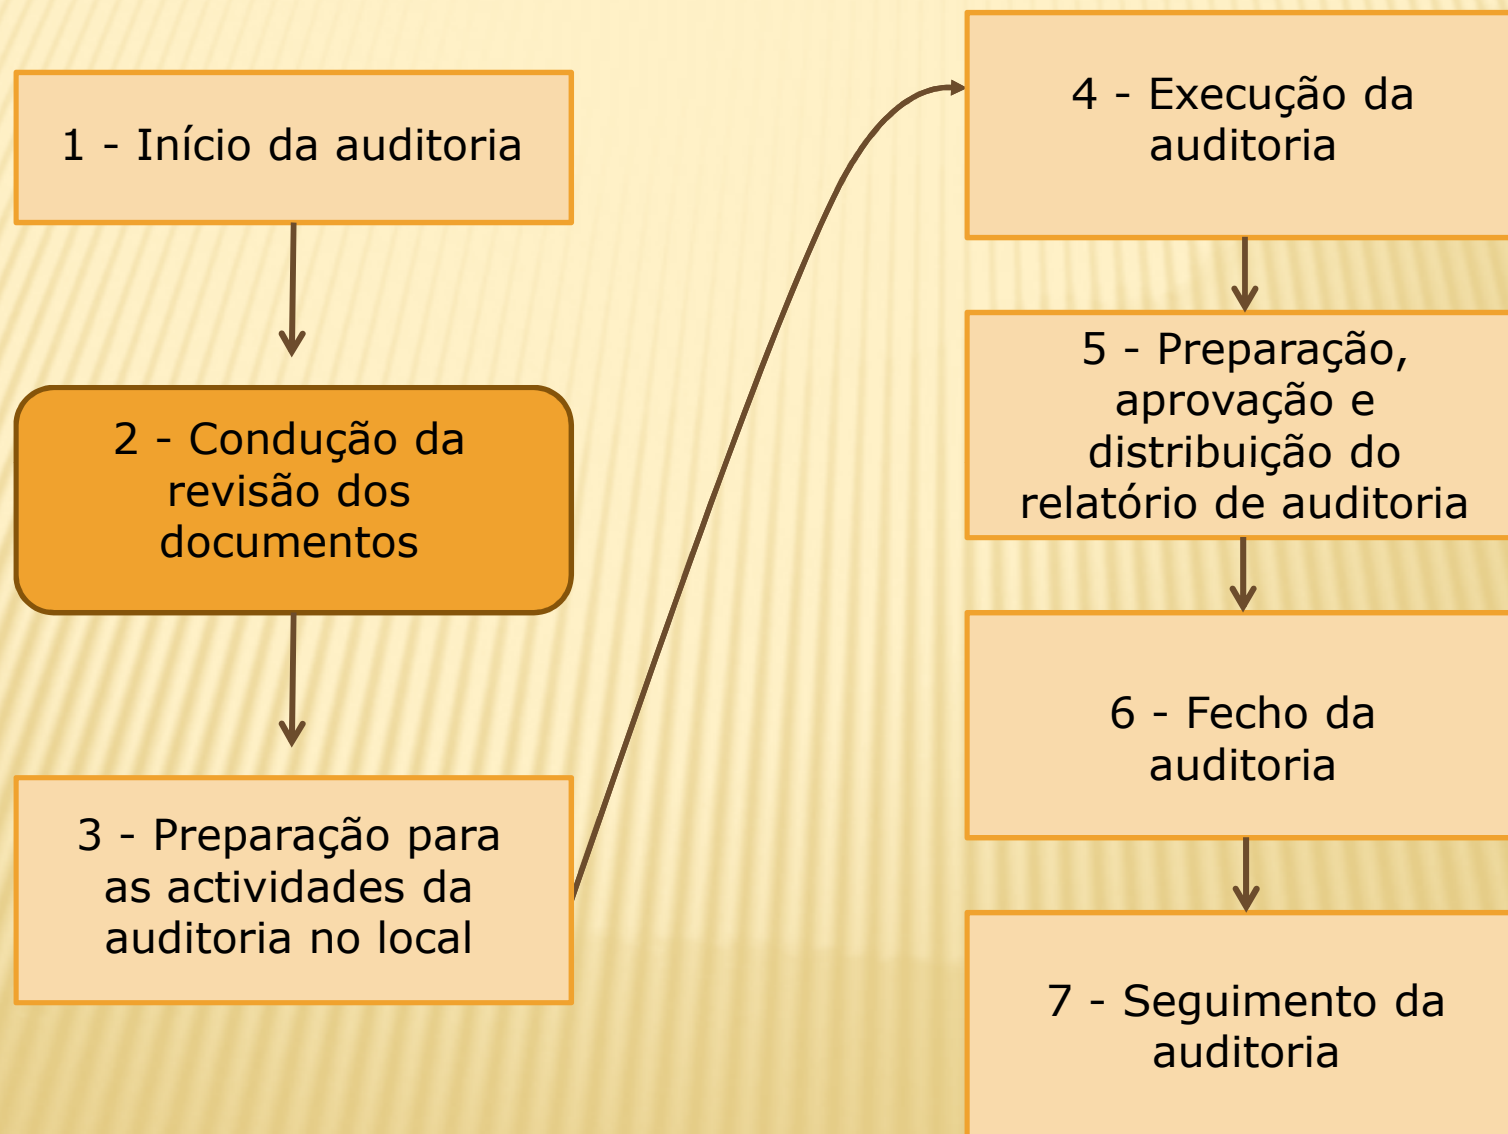 1 - Início da auditoria
2 - Condução da
revisão dos
documentos
3 - Preparação para
as actividades da
auditoria no local
4 - Execução da
auditoria
5 - Preparação,
aprovação e
distribuição do
relatório de auditoria
6 - Fecho da
auditoria
7 - Seguimento da
auditoria